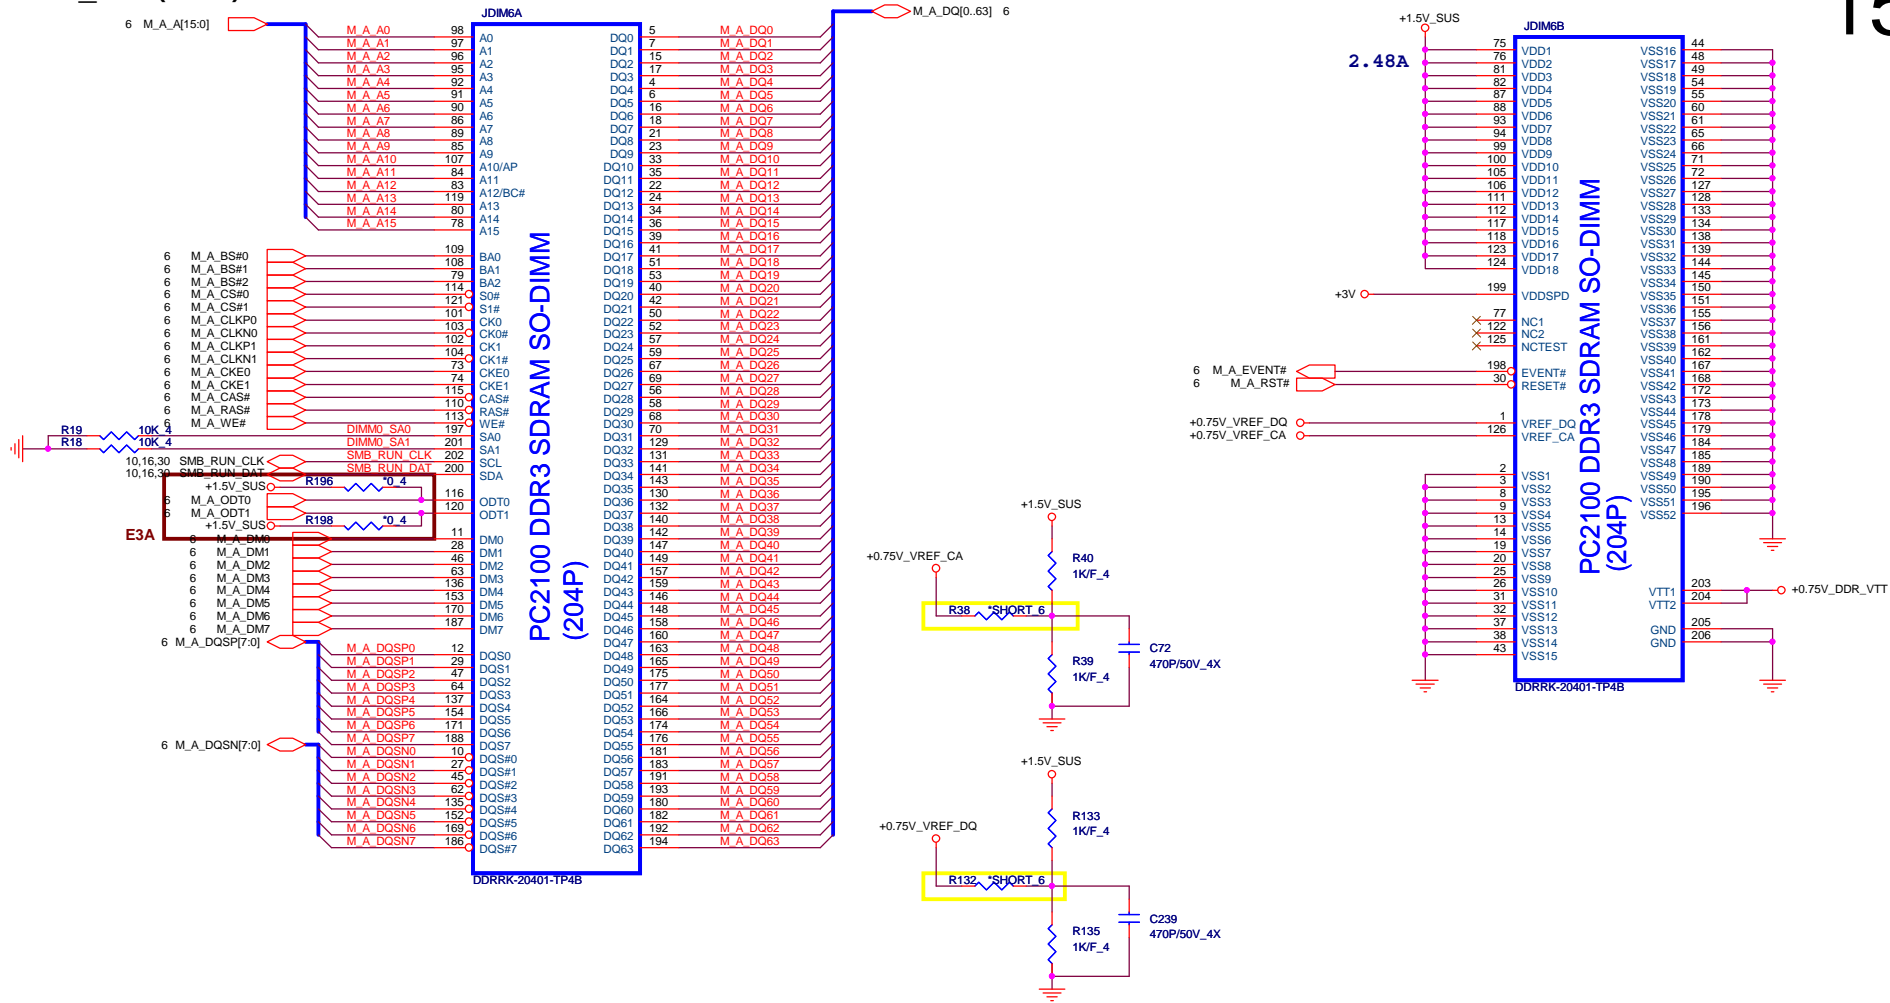 15
6 M_A_A[15:0]
JDIM6A
M_A_DQ[0..63] 6
M_A_A0 98 A0
M_A_A1 97 A1
M_A_A2 96 A2
M_A_A3 95 A3
M_A_A4 92 A4
M_A_A5 91 A5
M_A_A6 90 A6
M_A_A7 86 A7
M_A_A8 89 A8
M_A_A9 85 A9
M_A_A10 107 A10/AP
M_A_A11 84 A11
M_A_A12 83 A12/BC#
M_A_A13 119 A13
M_A_A14 80 A14
M_A_A15 78 A15
6 M_A_BS#0 109 BA0
6 M_A_BS#1 108 BA1
6 M_A_BS#2 79 BA2
6 M_A_CS#0 114 S0#
6 M_A_CS#1 121 S1#
6 M_A_CLKP0 101 CK0
6 M_A_CLKN0 103 CK0#
6 M_A_CLKP1 102 CK1
6 M_A_CLKN1 104 CK1#
6 M_A_CKE0 73 CKE0
6 M_A_CKE1 74 CKE1
6 M_A_CAS# 115 CAS#
6 M_A_RAS# 110 RAS#
6 M_A_WE# 113 WE#
R19 10K_4 DIMM0_SA0 197 SA0
R18 10K_4 DIMM0_SA1 201 SA1
10,16,30 SMB_RUN_CLK SMB_RUN_CLK 202 SCL
10,16,30 SMB_RUN_DAT SMB_RUN_DAT 200 SDA
+1.5V_SUS R196 *0_4
6 M_A_ODT0 116 ODT0
6 M_A_ODT1 120 ODT1
+1.5V_SUS R198 *0_4
E3A
6 M_A_DM0 11 DM0
6 M_A_DM1 28 DM1
6 M_A_DM2 46 DM2
6 M_A_DM3 63 DM3
6 M_A_DM4 136 DM4
6 M_A_DM5 153 DM5
6 M_A_DM6 170 DM6
6 M_A_DM7 187 DM7
6 M_A_DQSP[7:0]
M_A_DQSP0 12 DQS0
M_A_DQSP1 29 DQS1
M_A_DQSP2 47 DQS2
M_A_DQSP3 64 DQS3
M_A_DQSP4 137 DQS4
M_A_DQSP5 154 DQS5
M_A_DQSP6 171 DQS6
M_A_DQSP7 188 DQS7
6 M_A_DQSN[7:0]
M_A_DQSN0 10 DQS#0
M_A_DQSN1 27 DQS#1
M_A_DQSN2 45 DQS#2
M_A_DQSN3 62 DQS#3
M_A_DQSN4 135 DQS#4
M_A_DQSN5 152 DQS#5
M_A_DQSN6 169 DQS#6
M_A_DQSN7 186 DQS#7
PC2100 DDR3 SDRAM SO-DIMM
(204P)
DQ0 5 M_A_DQ0
DQ1 7 M_A_DQ1
DQ2 15 M_A_DQ2
DQ3 17 M_A_DQ3
DQ4 4 M_A_DQ4
DQ5 6 M_A_DQ5
DQ6 16 M_A_DQ6
DQ7 18 M_A_DQ7
DQ8 21 M_A_DQ8
DQ9 23 M_A_DQ9
DQ10 33 M_A_DQ10
DQ11 35 M_A_DQ11
DQ12 22 M_A_DQ12
DQ13 24 M_A_DQ13
DQ14 34 M_A_DQ14
DQ15 36 M_A_DQ15
DQ16 39 M_A_DQ16
DQ17 41 M_A_DQ17
DQ18 51 M_A_DQ18
DQ19 53 M_A_DQ19
DQ20 40 M_A_DQ20
DQ21 42 M_A_DQ21
DQ22 50 M_A_DQ22
DQ23 52 M_A_DQ23
DQ24 57 M_A_DQ24
DQ25 59 M_A_DQ25
DQ26 67 M_A_DQ26
DQ27 69 M_A_DQ27
DQ28 56 M_A_DQ28
DQ29 58 M_A_DQ29
DQ30 68 M_A_DQ30
DQ31 70 M_A_DQ31
DQ32 129 M_A_DQ32
DQ33 131 M_A_DQ33
DQ34 141 M_A_DQ34
DQ35 143 M_A_DQ35
DQ36 130 M_A_DQ36
DQ37 132 M_A_DQ37
DQ38 140 M_A_DQ38
DQ39 142 M_A_DQ39
DQ40 147 M_A_DQ40
DQ41 149 M_A_DQ41
DQ42 157 M_A_DQ42
DQ43 159 M_A_DQ43
DQ44 146 M_A_DQ44
DQ45 148 M_A_DQ45
DQ46 158 M_A_DQ46
DQ47 160 M_A_DQ47
DQ48 163 M_A_DQ48
DQ49 165 M_A_DQ49
DQ50 175 M_A_DQ50
DQ51 177 M_A_DQ51
DQ52 164 M_A_DQ52
DQ53 166 M_A_DQ53
DQ54 174 M_A_DQ54
DQ55 176 M_A_DQ55
DQ56 181 M_A_DQ56
DQ57 183 M_A_DQ57
DQ58 191 M_A_DQ58
DQ59 193 M_A_DQ59
DQ60 180 M_A_DQ60
DQ61 182 M_A_DQ61
DQ62 192 M_A_DQ62
DQ63 194 M_A_DQ63
DDRRK-20401-TP4B
+1.5V_SUS
+0.75V_VREF_CA
R40
1K/F_4
R38 *SHORT_6
C72
470P/50V_4X
R39
1K/F_4
+1.5V_SUS
+0.75V_VREF_DQ
R133
1K/F_4
R132 *SHORT_6
C239
470P/50V_4X
R135
1K/F_4
+1.5V_SUS
JDIM6B
2.48A
75 VDD1
76 VDD2
81 VDD3
82 VDD4
87 VDD5
88 VDD6
93 VDD7
94 VDD8
99 VDD9
100 VDD10
105 VDD11
106 VDD12
111 VDD13
112 VDD14
117 VDD15
118 VDD16
123 VDD17
124 VDD18
+3V 199 VDDSPD
77 NC1
122 NC2
125 NCTEST
6 M_A_EVENT# 198 EVENT#
6 M_A_RST# 30 RESET#
+0.75V_VREF_DQ 1 VREF_DQ
+0.75V_VREF_CA 126 VREF_CA
2 VSS1
3 VSS2
8 VSS3
9 VSS4
13 VSS5
14 VSS6
19 VSS7
20 VSS8
25 VSS9
26 VSS10
31 VSS11
32 VSS12
37 VSS13
38 VSS14
43 VSS15
PC2100 DDR3 SDRAM SO-DIMM
(204P)
VSS16 44
VSS17 48
VSS18 49
VSS19 54
VSS20 55
VSS21 60
VSS22 61
VSS23 65
VSS24 66
VSS25 71
VSS26 72
VSS27 127
VSS28 128
VSS29 133
VSS30 134
VSS31 138
VSS32 139
VSS33 144
VSS34 145
VSS35 150
VSS36 151
VSS37 155
VSS38 156
VSS39 161
VSS40 162
VSS41 167
VSS42 168
VSS43 172
VSS44 173
VSS45 178
VSS46 179
VSS47 184
VSS48 185
VSS49 189
VSS50 190
VSS51 195
VSS52 196
VTT1 203
VTT2 204
+0.75V_DDR_VTT
GND 205
GND 206
DDRRK-20401-TP4B